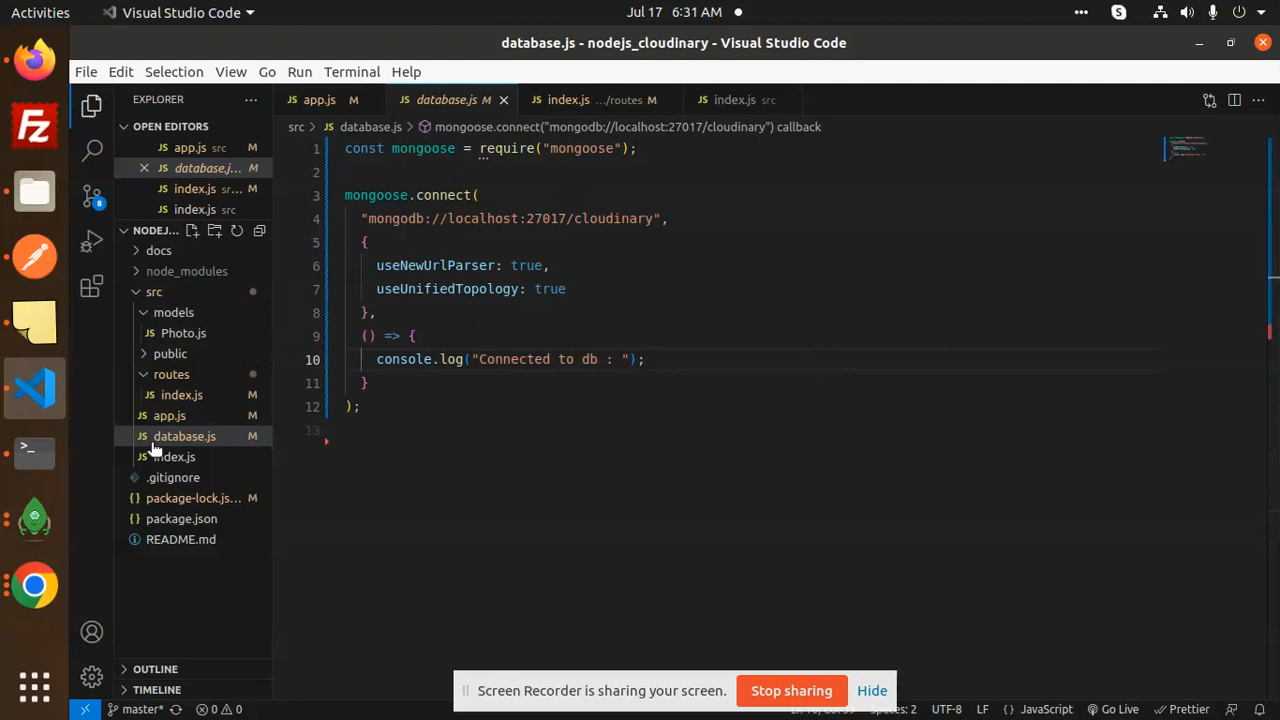 Activities
Visual Studio Code
Jul 17 6:31 AM
database.js - nodejs_cloudinary - Visual Studio Code
File Edit Selection View Go Run Terminal Help
EXPLORER
OPEN EDITORS
app.js src M
database.j... M
index.js sr... M
index.js src
NODEJ...
docs
node_modules
src
models
Photo.js
public
routes
index.js M
app.js M
database.js M
index.js
.gitignore
package-lock.js... M
package.json
README.md
OUTLINE
TIMELINE
8
app.js M
database.js M
index.js .../routes M
index.js src
src > database.js > mongoose.connect("mongodb://localhost:27017/cloudinary") callback
1 const mongoose = require("mongoose");
2
3 mongoose.connect(
4 "mongodb://localhost:27017/cloudinary",
5 {
6 useNewUrlParser: true,
7 useUnifiedTopology: true
8 },
9 () => {
10 console.log("Connected to db : ");
11 }
12 );
13
Screen Recorder is sharing your screen. Stop sharing Hide
master* 0 0 Spaces: 2 UTF-8 LF JavaScript Go Live Prettier